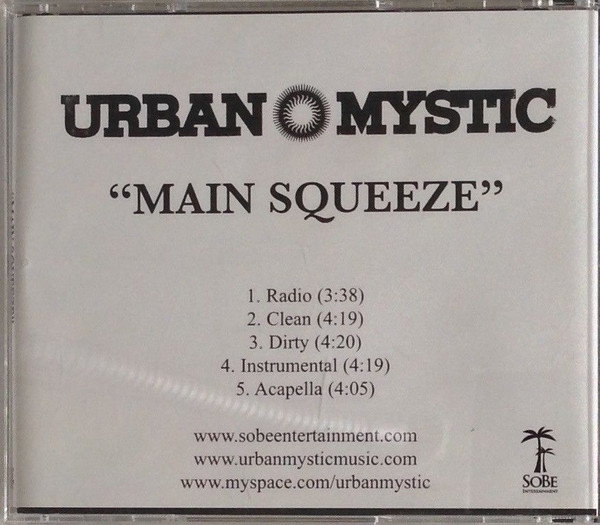 URBAN MYSTIC
“MAIN SQUEEZE”
1. Radio (3:38)
2. Clean (4:19)
3. Dirty (4:20)
4. Instrumental (4:19)
5. Acapella (4:05)
www.sobeentertainment.com
www.urbanmysticmusic.com
www.myspace.com/urbanmystic
SOBE
ENTERTAINMENT